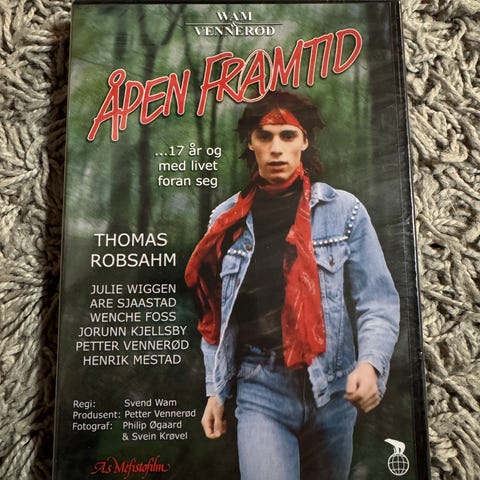 WAM
&
VENNERØD
ÅPEN FRAMTID
...17 år og
med livet
foran seg
THOMAS
ROBSAHM
JULIE WIGGEN
ARE SJAASTAD
WENCHE FOSS
JORUNN KJELLSBY
PETTER VENNERØD
HENRIK MESTAD
Regi: Svend Wam
Produsent: Petter Vennerød
Fotograf: Philip Øgaard
& Svein Krøvel
As Mefistofilm